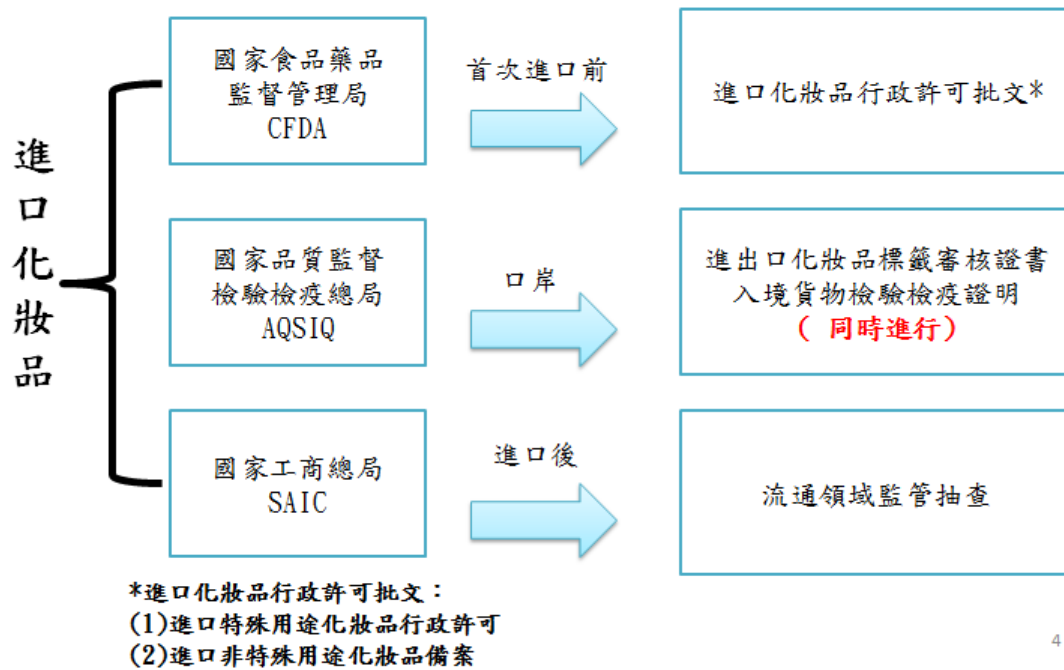 進口化妝品
國家食品藥品
監督管理局
CFDA
首次進口前
進口化妝品行政許可批文*
國家品質監督
檢驗檢疫總局
AQSIQ
口岸
進出口化妝品標籤審核證書
入境貨物檢驗檢疫證明
( 同時進行)
國家工商總局
SAIC
進口後
流通領域監管抽查
*進口化妝品行政許可批文：
(1)進口特殊用途化妝品行政許可
(2)進口非特殊用途化妝品備案
4